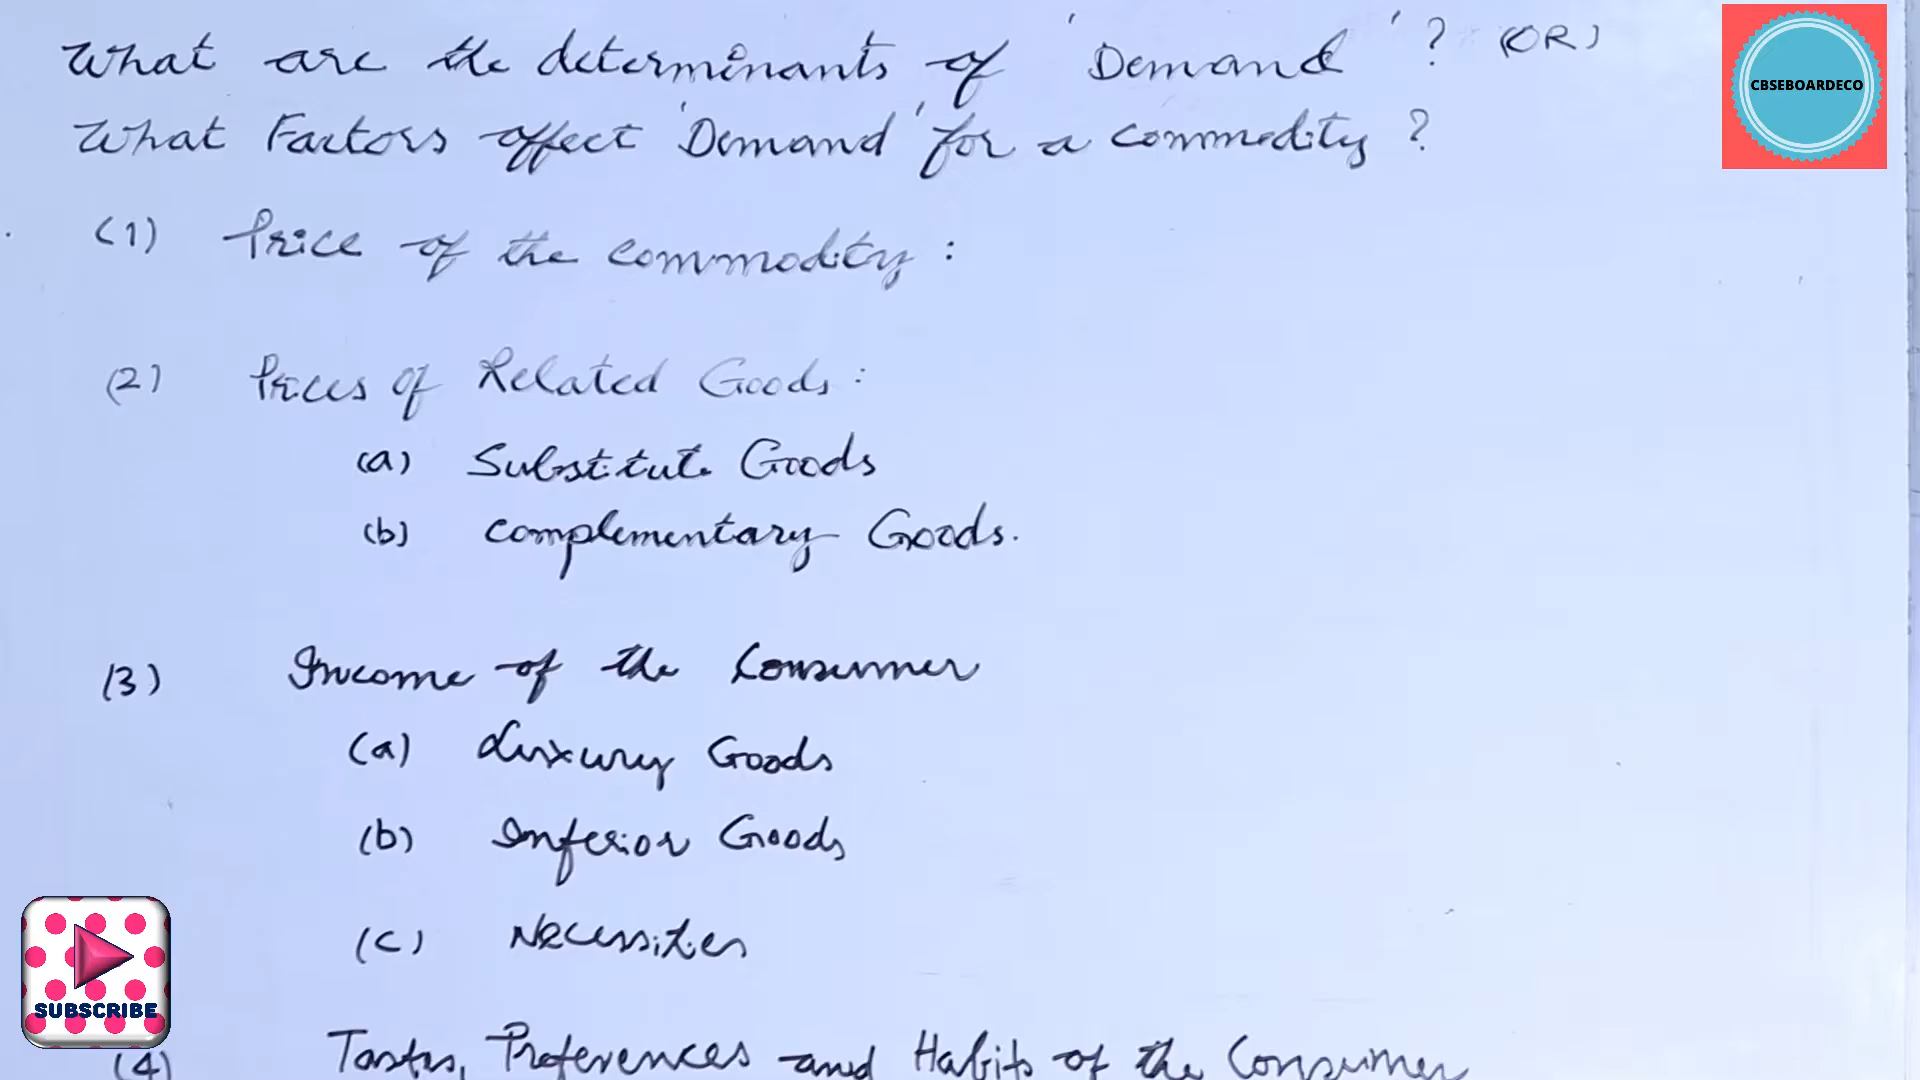 What are the determinants of 'Demand'? (OR)
CBSEBOARDECO
What Factors affect 'Demand' for a commodity?
(1) Price of the commodity:
(2) Prices of Related Goods:
(a) Substitute Goods
(b) Complementary Goods.
(3) Income of the Consumer
(a) Luxury Goods
(b) Inferior Goods
(c) Necessities
SUBSCRIBE
(4) Tastes, Preferences and Habits of the Consumer